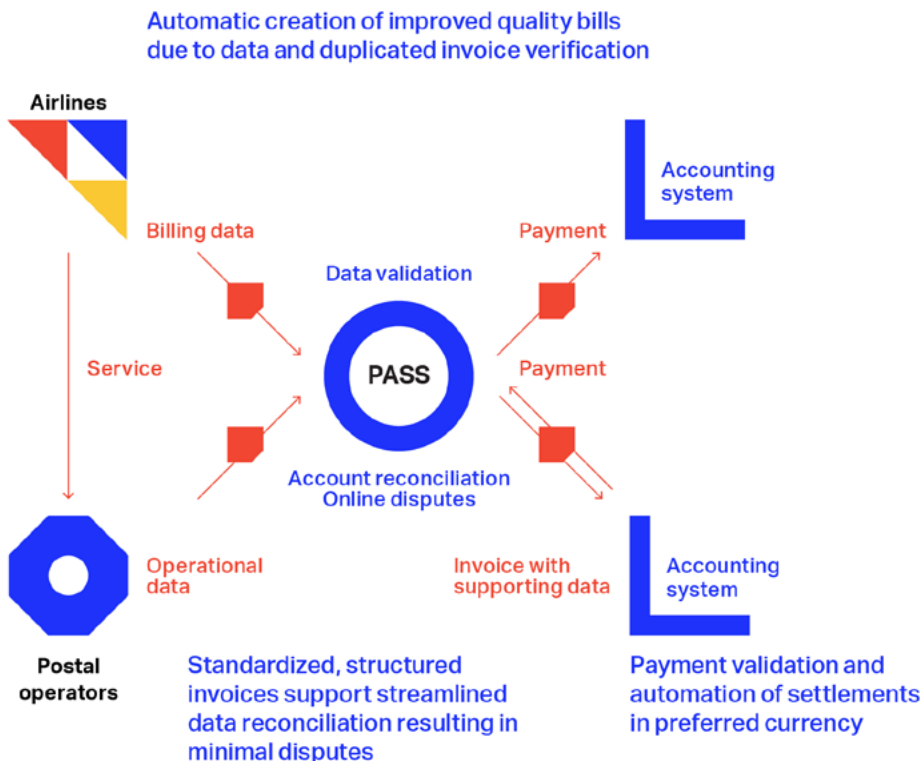 Automatic creation of improved quality bills
due to data and duplicated invoice verification
Airlines
Accounting
system
Billing data
Payment
Data validation
Service
PASS
Payment
Account reconciliation
Online disputes
Operational
data
Invoice with
supporting data
Accounting
system
Postal
operators
Standardized, structured
invoices support streamlined
data reconciliation resulting in
minimal disputes
Payment validation and
automation of settlements
in preferred currency